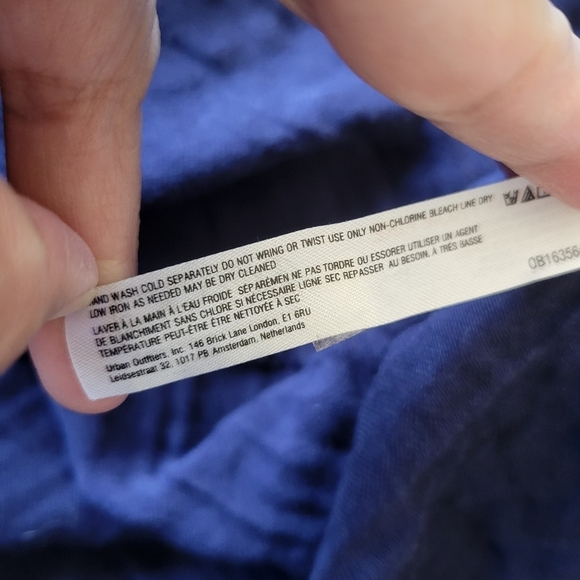 HAND WASH COLD SEPARATELY DO NOT WRING OR TWIST USE ONLY NON-CHLORINE BLEACH LINE DRY
LOW IRON AS NEEDED MAY BE DRY CLEANED
LAVER À LA MAIN À L'EAU FROIDE SÉPARÉMEN NE PAS TORDRE OU ESSORER UTILISER UN AGENT
DE BLANCHIMENT SANS CHLORE SI NÉCESSAIRE LIGNE SEC REPASSER AU BESOIN, À TRÈS BASSE
TEMPÉRATURE PEUT-ÊTRE ÊTRE NETTOYÉE À SEC
Urban Outfitters, Inc. 146 Brick Lane London, E1 6RU
Leidsestraat 32, 1017 PB Amsterdam, Netherlands
OB16356